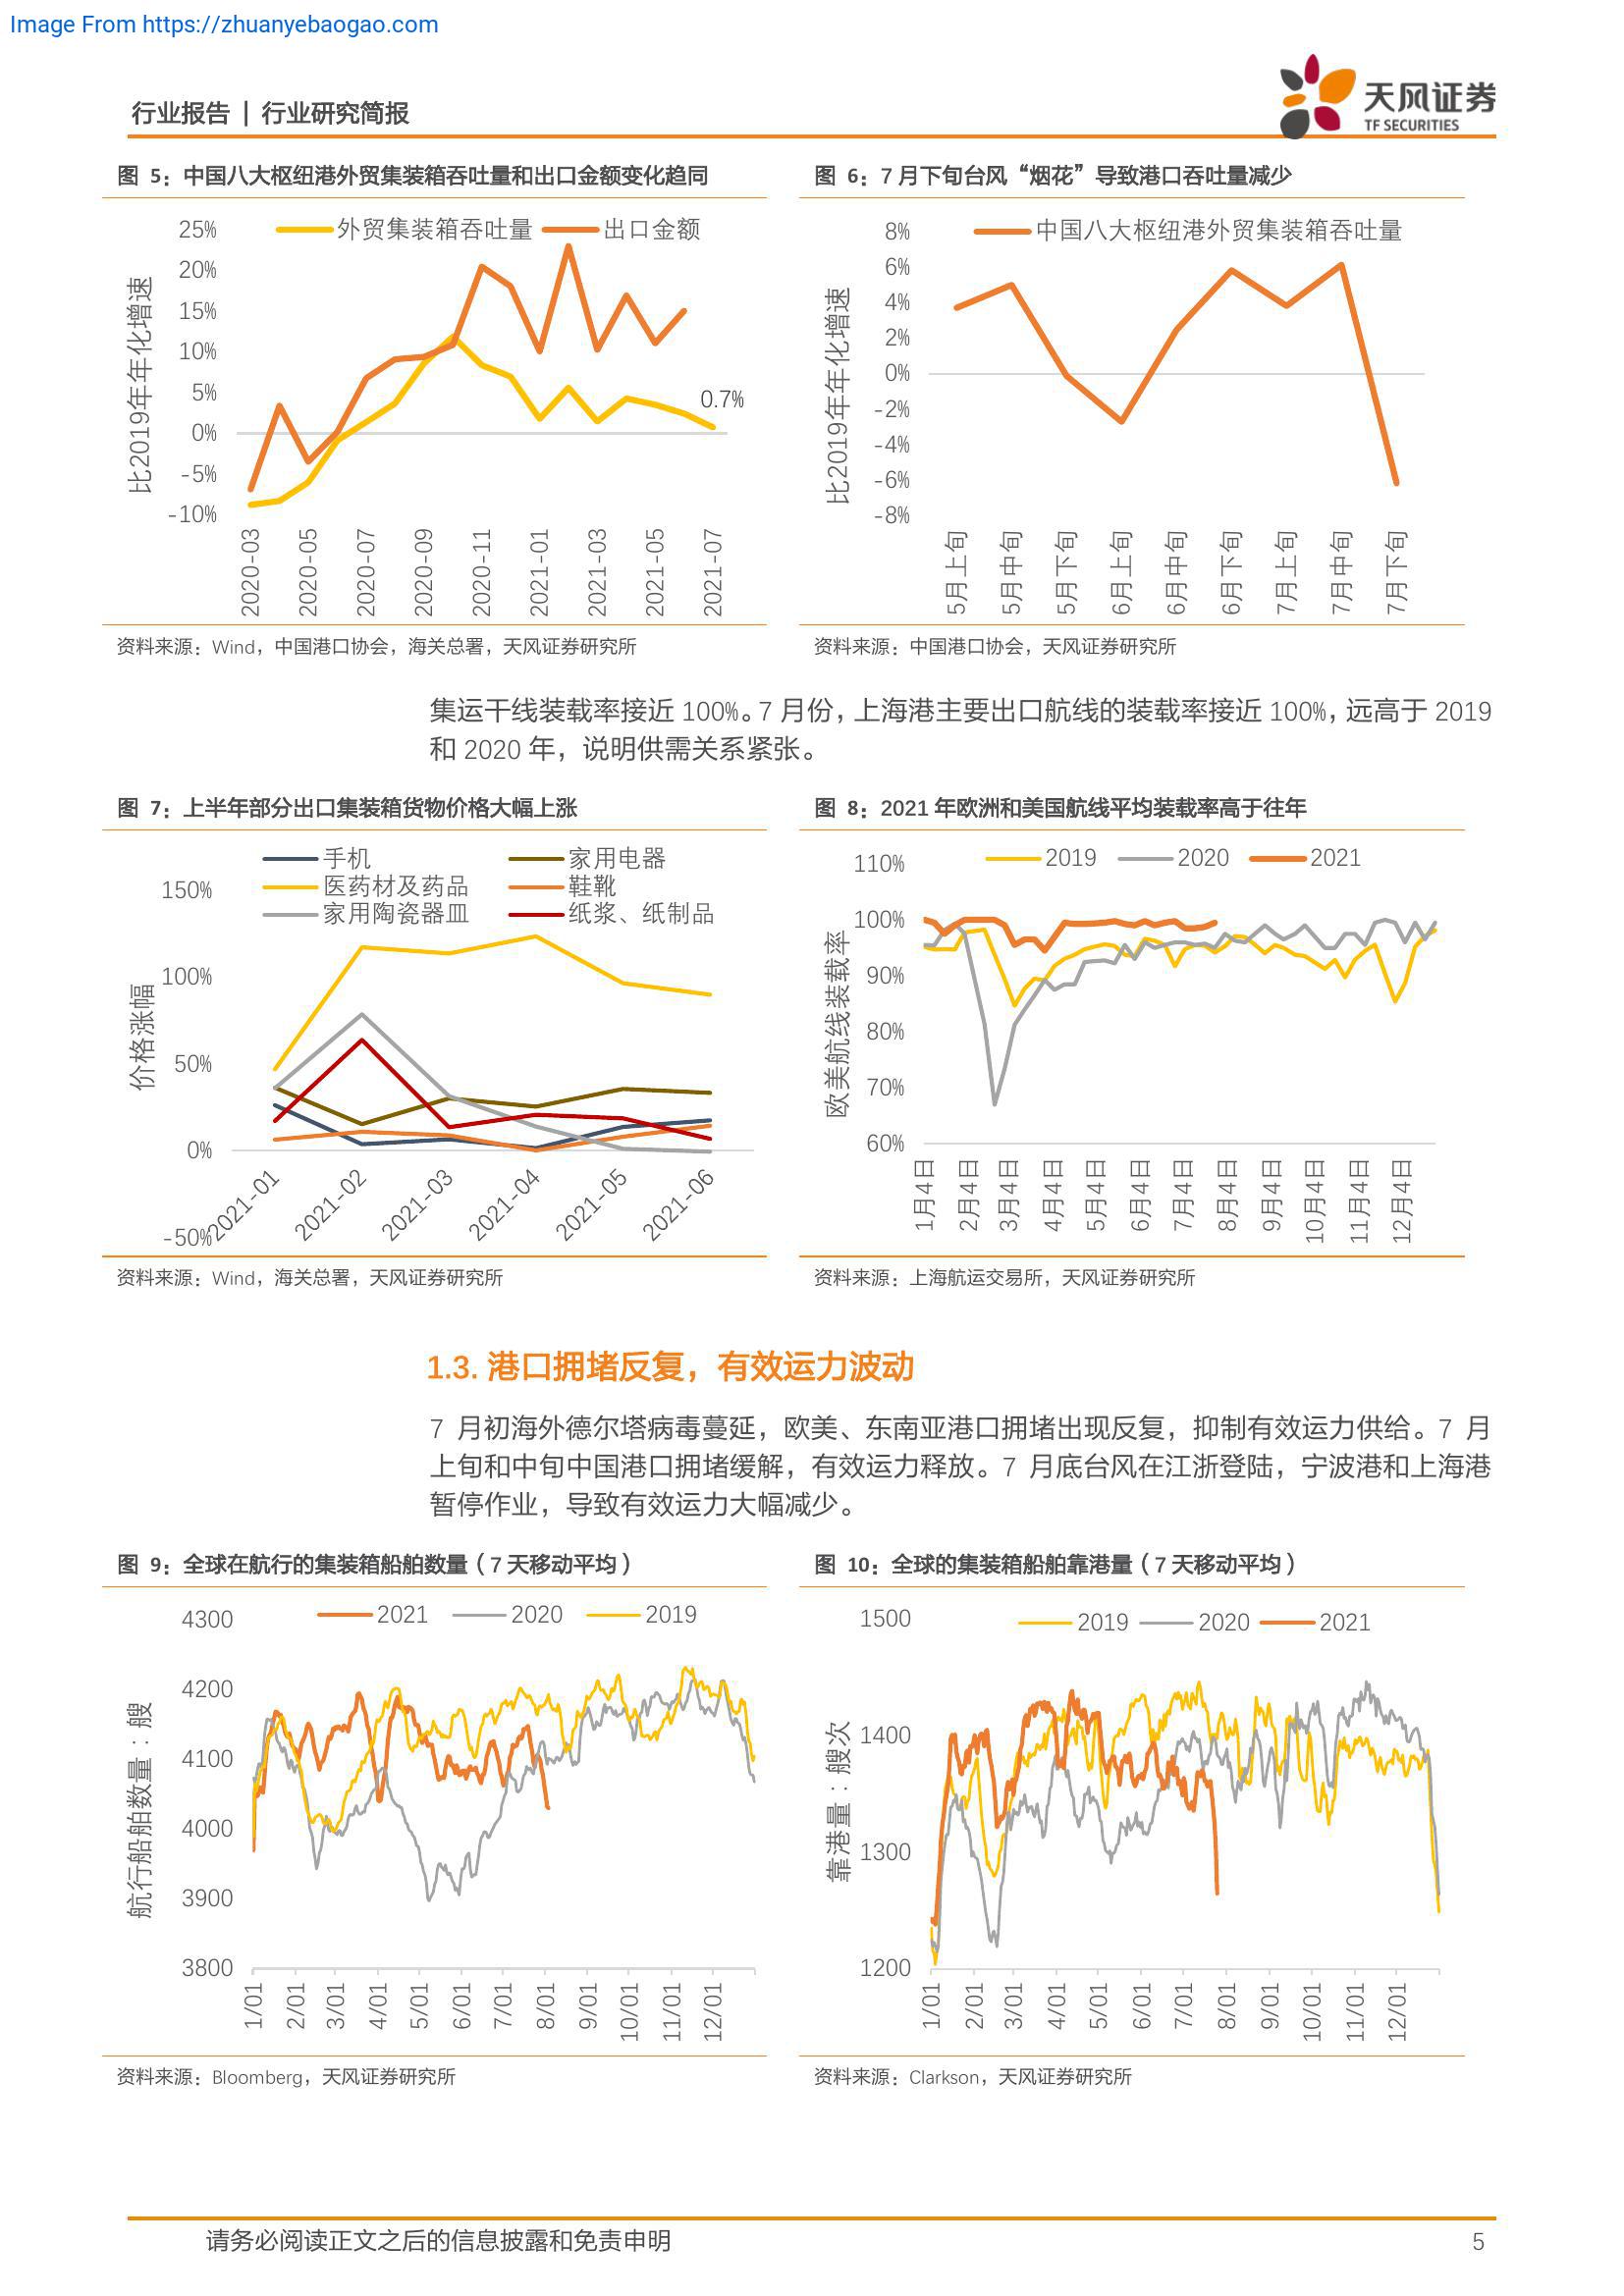 Image From https://zhuanyebaogao.com
行业报告 | 行业研究简报
天风证券
TF SECURITIES
图 5：中国八大枢纽港外贸集装箱吞吐量和出口金额变化趋同
外贸集装箱吞吐量 出口金额
比2019年年化增速
25%
20%
15%
10%
5%
0%
-5%
-10%
0.7%
2020-03 2020-05 2020-07 2020-09 2020-11 2021-01 2021-03 2021-05 2021-07
资料来源：Wind，中国港口协会，海关总署，天风证券研究所
图 6：7 月下旬台风“烟花”导致港口吞吐量减少
中国八大枢纽港外贸集装箱吞吐量
比2019年年化增速
8%
6%
4%
2%
0%
-2%
-4%
-6%
-8%
5月上旬 5月中旬 5月下旬 6月上旬 6月中旬 6月下旬 7月上旬 7月中旬 7月下旬
资料来源：中国港口协会，天风证券研究所
集运干线装载率接近 100%。7 月份，上海港主要出口航线的装载率接近 100%，远高于 2019
和 2020 年，说明供需关系紧张。
图 7：上半年部分出口集装箱货物价格大幅上涨
手机 家用电器
医药材及药品 鞋靴
家用陶瓷器皿 纸浆、纸制品
价格涨幅
150%
100%
50%
0%
-50%
2021-01 2021-02 2021-03 2021-04 2021-05 2021-06
资料来源：Wind，海关总署，天风证券研究所
图 8：2021 年欧洲和美国航线平均装载率高于往年
2019 2020 2021
欧美航线装载率
110%
100%
90%
80%
70%
60%
1月4日 2月4日 3月4日 4月4日 5月4日 6月4日 7月4日 8月4日 9月4日 10月4日 11月4日 12月4日
资料来源：上海航运交易所，天风证券研究所
1.3. 港口拥堵反复，有效运力波动
7 月初海外德尔塔病毒蔓延，欧美、东南亚港口拥堵出现反复，抑制有效运力供给。7 月
上旬和中旬中国港口拥堵缓解，有效运力释放。7 月底台风在江浙登陆，宁波港和上海港
暂停作业，导致有效运力大幅减少。
图 9：全球在航行的集装箱船舶数量（7 天移动平均）
2021 2020 2019
航行船舶数量：艘
4300
4200
4100
4000
3900
3800
1/01 2/01 3/01 4/01 5/01 6/01 7/01 8/01 9/01 10/01 11/01 12/01
资料来源：Bloomberg，天风证券研究所
图 10：全球的集装箱船舶靠港量（7 天移动平均）
2019 2020 2021
靠港量：艘次
1500
1400
1300
1200
1/01 2/01 3/01 4/01 5/01 6/01 7/01 8/01 9/01 10/01 11/01 12/01
资料来源：Clarkson，天风证券研究所
请务必阅读正文之后的信息披露和免责申明 5